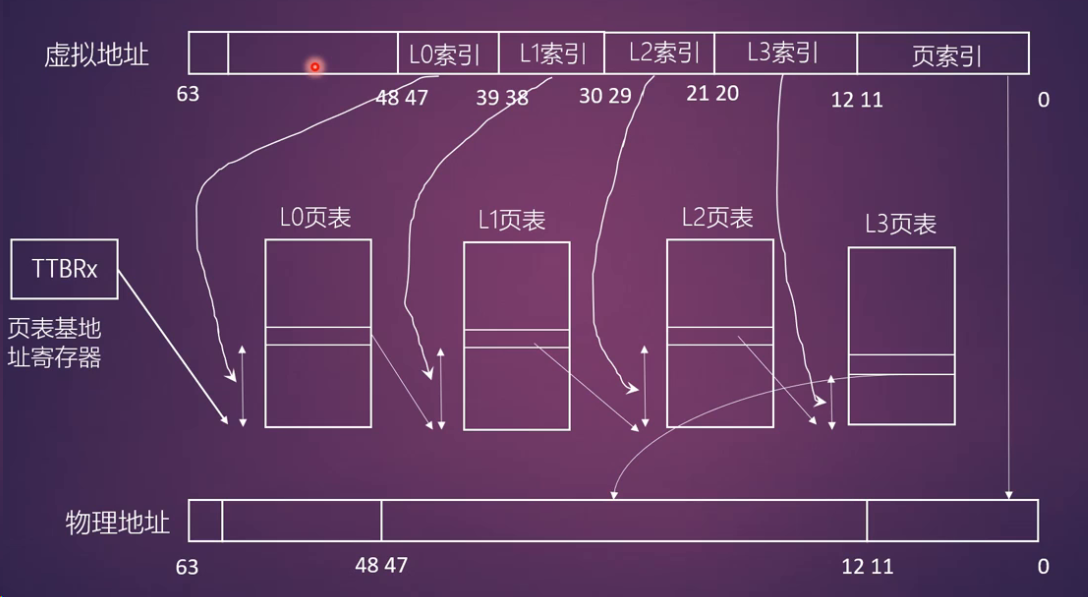 虚拟地址
L0索引
L1索引
L2索引
L3索引
页索引
63
48 47
39 38
30 29
21 20
12 11
0
L0页表
L1页表
L2页表
L3页表
TTBRx
页表基地
址寄存器
物理地址
63
48 47
12 11
0